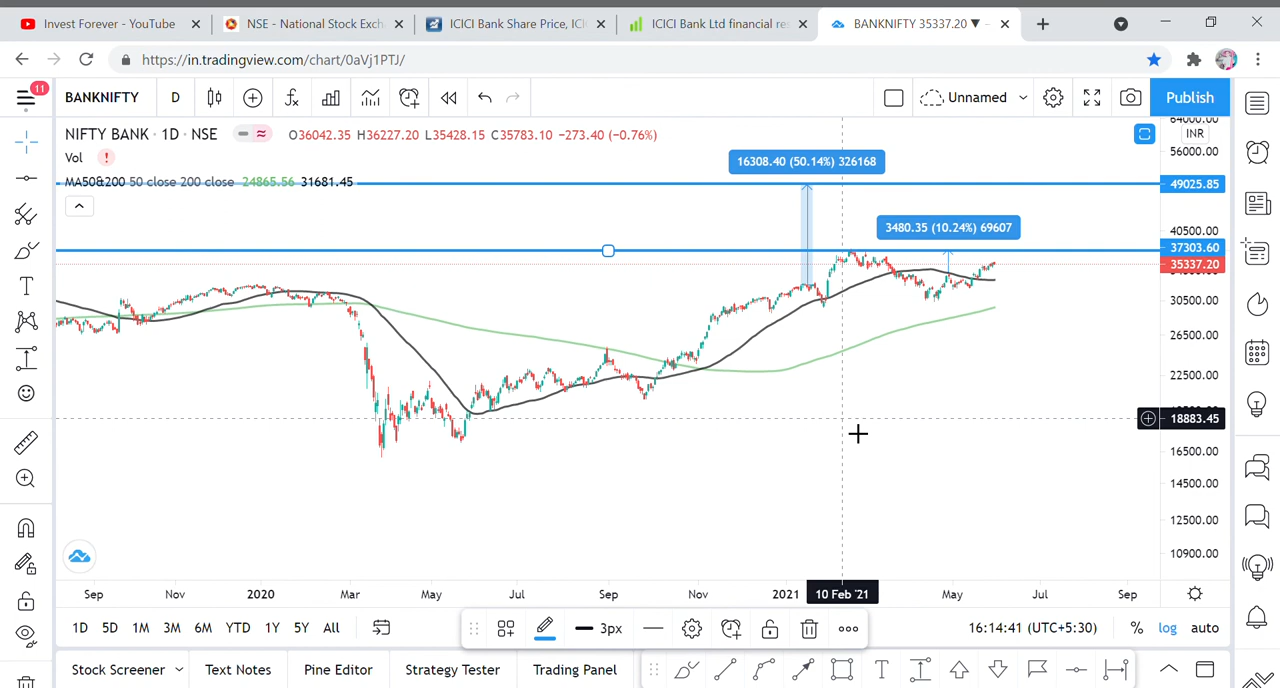 Invest Forever - YouTube
NSE - National Stock Exch
ICICI Bank Share Price, ICI
ICICI Bank Ltd financial res
BANKNIFTY 35337.20 ▼ –
https://in.tradingview.com/chart/0aVj1PTJ/
11
BANKNIFTY
D
Unnamed
Publish
NIFTY BANK · 1D · NSE
O36042.35 H36227.20 L35428.15 C35783.10 -273.40 (-0.76%)
Vol
MA50&200 50 close 200 close 24865.56 31681.45
16308.40 (50.14%) 326168
3480.35 (10.24%) 69607
64000.00
INR
56000.00
49025.85
40500.00
37303.60
35337.20
30500.00
26500.00
22500.00
18883.45
16500.00
14500.00
12500.00
10900.00
Sep Nov 2020 Mar May Jul Sep Nov 2021 10 Feb '21 May Jul Sep
1D 5D 1M 3M 6M YTD 1Y 5Y All
3px
16:14:41 (UTC+5:30) % log auto
Stock Screener Text Notes Pine Editor Strategy Tester Trading Panel